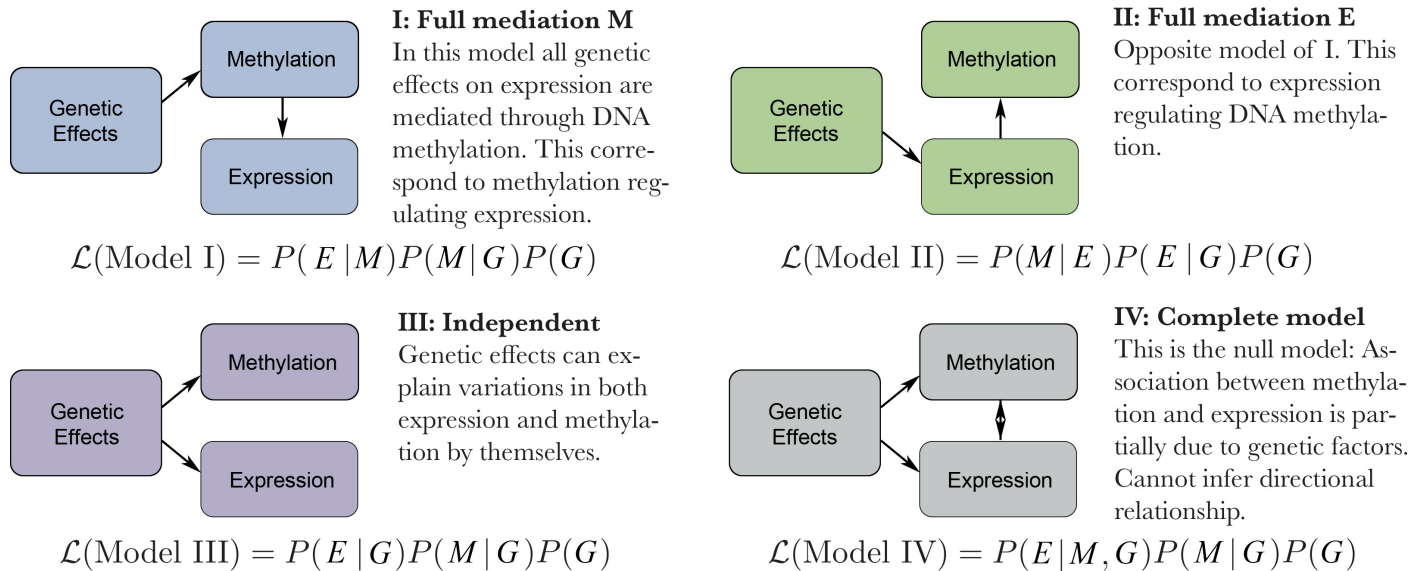 Genetic
Effects
Methylation
Expression
I: Full mediation M
In this model all genetic
effects on expression are
mediated through DNA
methylation. This corre-
spond to methylation reg-
ulating expression.
ℒ(Model I) = P(E|M)P(M|G)P(G)
Genetic
Effects
Methylation
Expression
II: Full mediation E
Opposite model of I. This
correspond to expression
regulating DNA methyla-
tion.
ℒ(Model II) = P(M|E)P(E|G)P(G)
Genetic
Effects
Methylation
Expression
III: Independent
Genetic effects can ex-
plain variations in both
expression and methyla-
tion by themselves.
ℒ(Model III) = P(E|G)P(M|G)P(G)
Genetic
Effects
Methylation
Expression
IV: Complete model
This is the null model: As-
sociation between methyla-
tion and expression is par-
tially due to genetic factors.
Cannot infer directional
relationship.
ℒ(Model IV) = P(E|M,G)P(M|G)P(G)